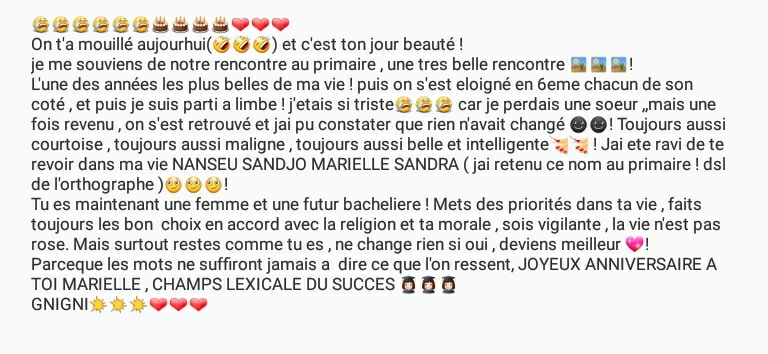 😂😂😂😂😂😂🎂🎂🎂🎂❤❤❤
On t'a mouillé aujourhui(🤣🤣🤣) et c'est ton jour beauté !
je me souviens de notre rencontre au primaire , une tres belle rencontre 🌠🌠🌠!
L'une des années les plus belles de ma vie ! puis on s'est eloigné en 6eme chacun de son
coté , et puis je suis parti a limbe ! j'etais si triste😂😂😂 car je perdais une soeur ,,mais une
fois revenu , on s'est retrouvé et jai pu constater que rien n'avait changé 🌚🌚! Toujours aussi
courtoise , toujours aussi maligne , toujours aussi belle et intelligente💃💃 ! Jai ete ravi de te
revoir dans ma vie NANSEU SANDJO MARIELLE SANDRA ( jai retenu ce nom au primaire ! dsl
de l'orthographe )🙄🙄🙄!
Tu es maintenant une femme et une futur bacheliere ! Mets des priorités dans ta vie , faits
toujours les bon choix en accord avec la religion et ta morale , sois vigilante , la vie n'est pas
rose. Mais surtout restes comme tu es , ne change rien si oui , deviens meilleur 💖!
Parceque les mots ne suffiront jamais a dire ce que l'on ressent, JOYEUX ANNIVERSAIRE A
TOI MARIELLE , CHAMPS LEXICALE DU SUCCES 👩‍🎓👩‍🎓👩‍🎓
GNIGNI💥💥💥❤❤❤